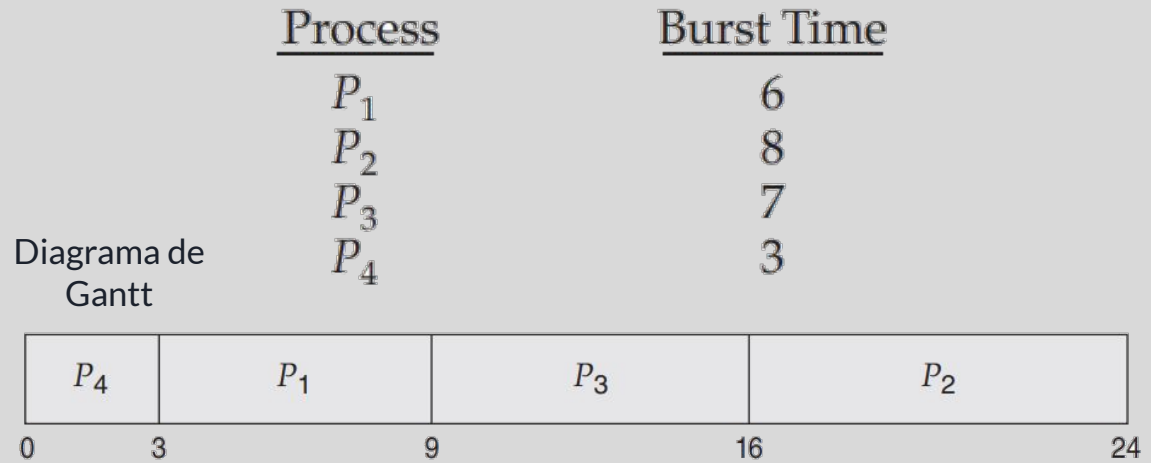 Process Burst Time
P1 6
P2 8
P3 7
P4 3
Diagrama de
Gantt
P4 P1 P3 P2
0 3 9 16 24